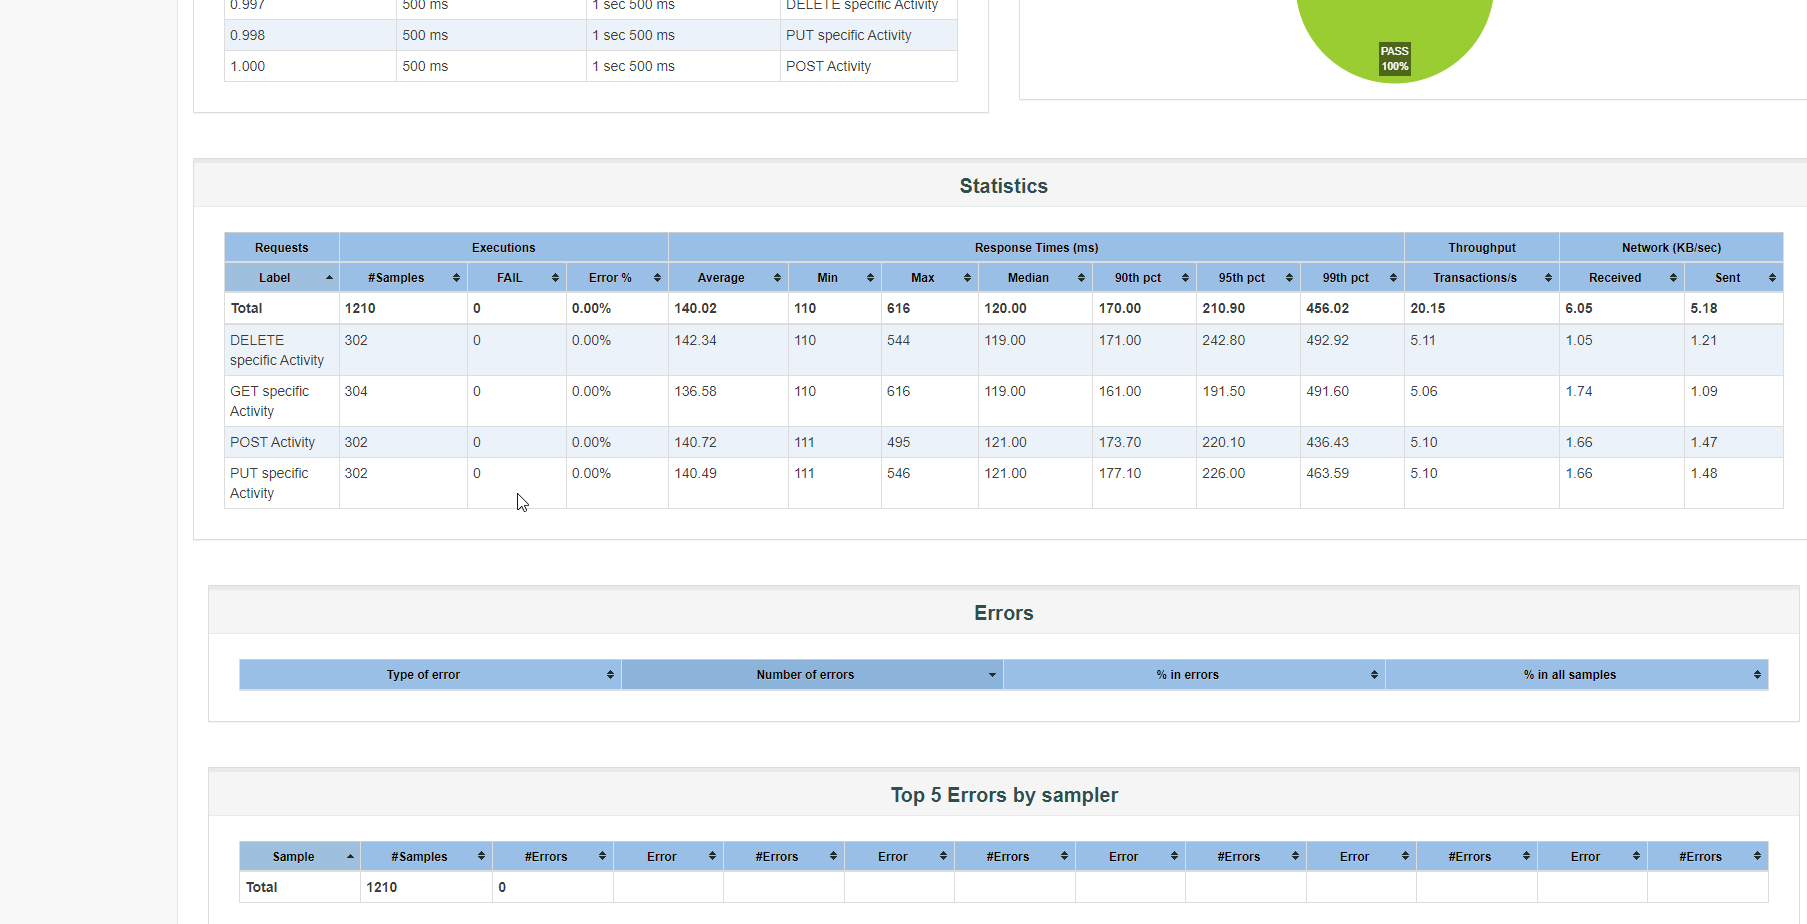 0.997 500 ms 1 sec 500 ms DELETE specific Activity
0.998 500 ms 1 sec 500 ms PUT specific Activity
1.000 500 ms 1 sec 500 ms POST Activity
PASS
100%
Statistics
Requests Executions Response Times (ms) Throughput Network (KB/sec)
Label #Samples FAIL Error % Average Min Max Median 90th pct 95th pct 99th pct Transactions/s Received Sent
Total 1210 0 0.00% 140.02 110 616 120.00 170.00 210.90 456.02 20.15 6.05 5.18
DELETE 302 0 0.00% 142.34 110 544 119.00 171.00 242.80 492.92 5.11 1.05 1.21
specific Activity
GET specific 304 0 0.00% 136.58 110 616 119.00 161.00 191.50 491.60 5.06 1.74 1.09
Activity
POST Activity 302 0 0.00% 140.72 111 495 121.00 173.70 220.10 436.43 5.10 1.66 1.47
PUT specific 302 0 0.00% 140.49 111 546 121.00 177.10 226.00 463.59 5.10 1.66 1.48
Activity
Errors
Type of error Number of errors % in errors % in all samples
Top 5 Errors by sampler
Sample #Samples #Errors Error #Errors Error #Errors Error #Errors Error #Errors Error #Errors
Total 1210 0